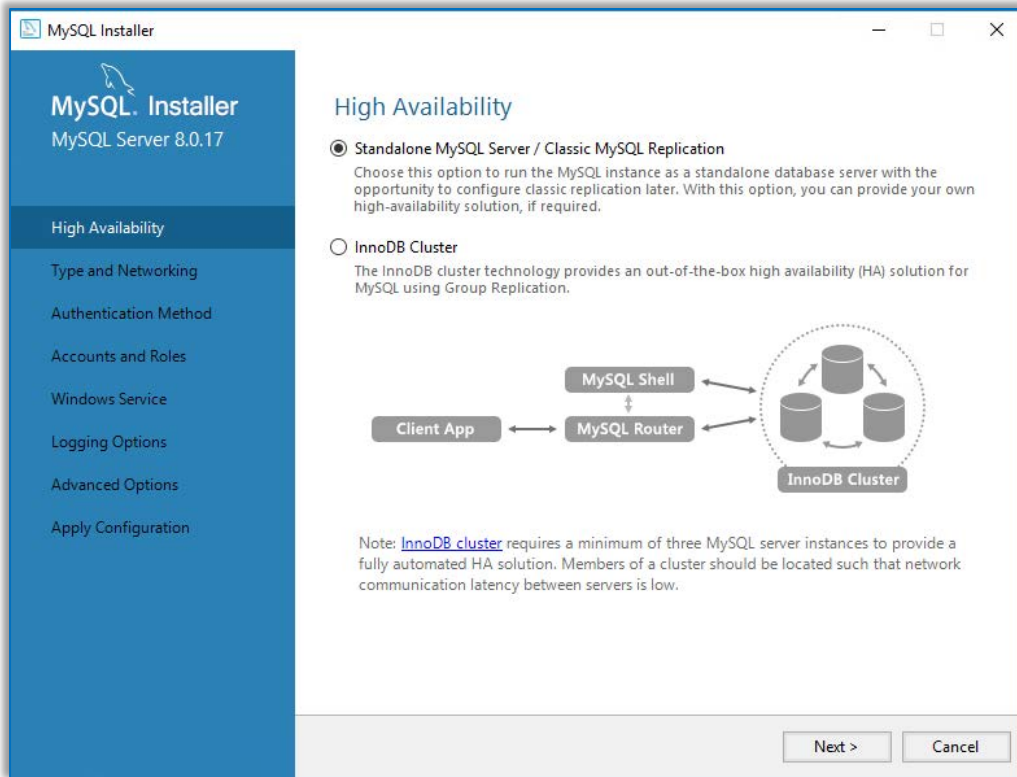 MySQL Installer
MySQL. Installer
MySQL Server 8.0.17
High Availability
Type and Networking
Authentication Method
Accounts and Roles
Windows Service
Logging Options
Advanced Options
Apply Configuration
High Availability
Standalone MySQL Server / Classic MySQL Replication
Choose this option to run the MySQL instance as a standalone database server with the
opportunity to configure classic replication later. With this option, you can provide your own
high-availability solution, if required.
InnoDB Cluster
The InnoDB cluster technology provides an out-of-the-box high availability (HA) solution for
MySQL using Group Replication.
MySQL Shell
Client App
MySQL Router
InnoDB Cluster
Note: InnoDB cluster requires a minimum of three MySQL server instances to provide a
fully automated HA solution. Members of a cluster should be located such that network
communication latency between servers is low.
Next >
Cancel